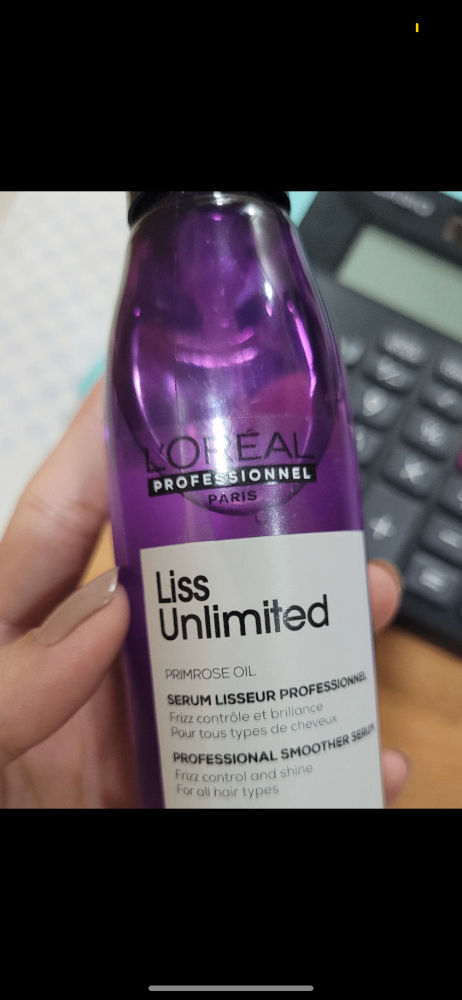 L'ORÉAL
PROFESSIONNEL
PARIS
Liss
Unlimited
PRIMROSE OIL
SERUM LISSEUR PROFESSIONNEL
Frizz contrôle et brillance
Pour tous types de cheveux
PROFESSIONAL SMOOTHER SERUM
Frizz control and shine
For all hair types